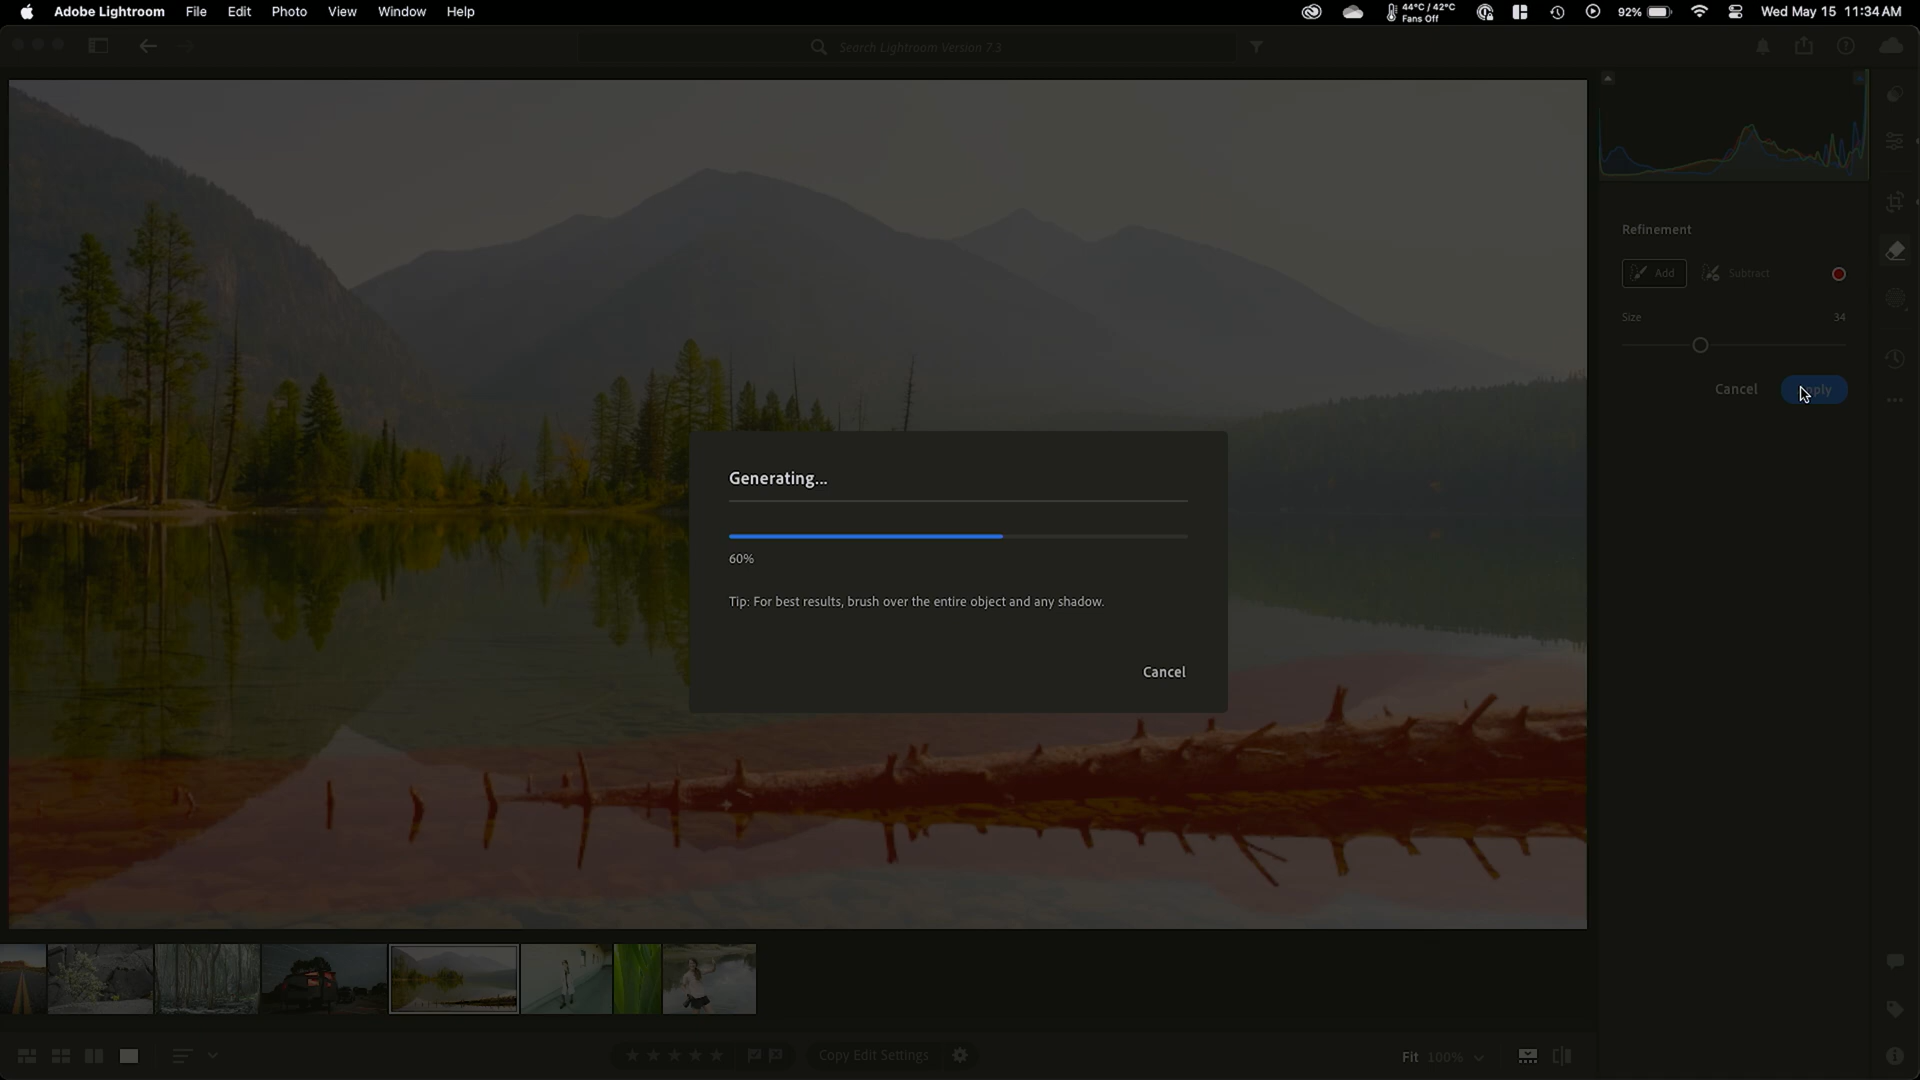 Adobe Lightroom File Edit Photo View Window Help
44°C / 42°C
Fans Off
92%
Wed May 15 11:34 AM
Search Lightroom Version 7.3
Refinement
Add Subtract
Size 34
Cancel
Generating...
60%
Tip: For best results, brush over the entire object and any shadow.
Cancel
Copy Edit Settings
Fit 100%